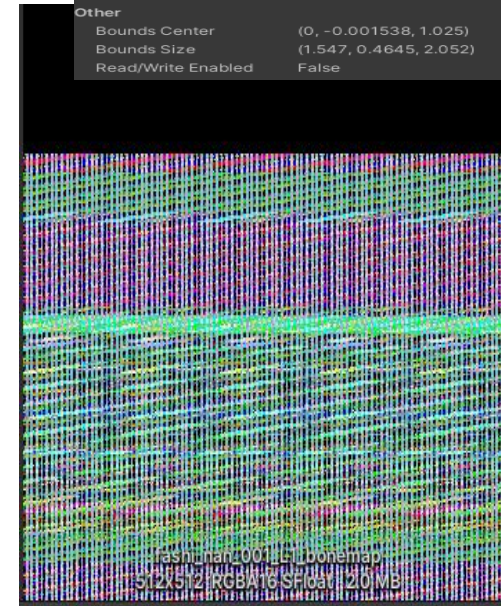 Other
Bounds Center (0, -0.001538, 1.025)
Bounds Size (1.547, 0.4645, 2.052)
Read/Write Enabled False
fashi_nan_001_L1_bonemap
512x512 RGBA16 SFloat 2.0 MB